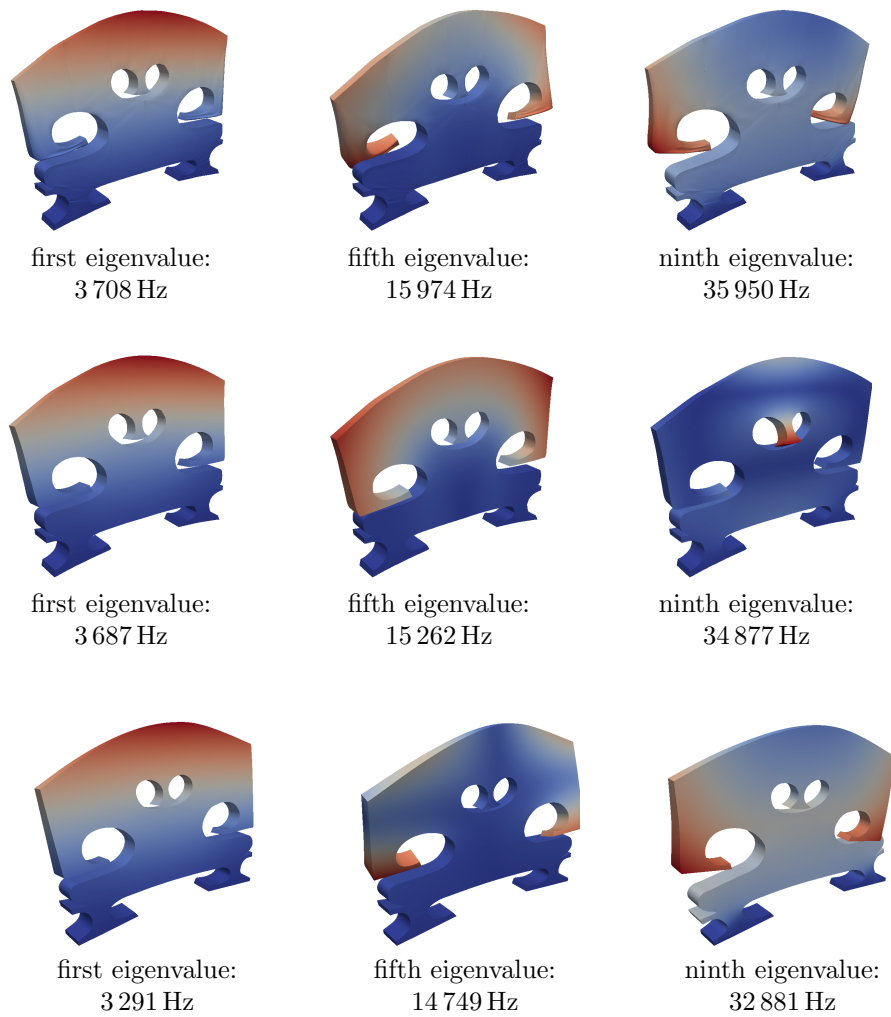 first eigenvalue:
3 708 Hz
fifth eigenvalue:
15 974 Hz
ninth eigenvalue:
35 950 Hz
first eigenvalue:
3 687 Hz
fifth eigenvalue:
15 262 Hz
ninth eigenvalue:
34 877 Hz
first eigenvalue:
3 291 Hz
fifth eigenvalue:
14 749 Hz
ninth eigenvalue:
32 881 Hz